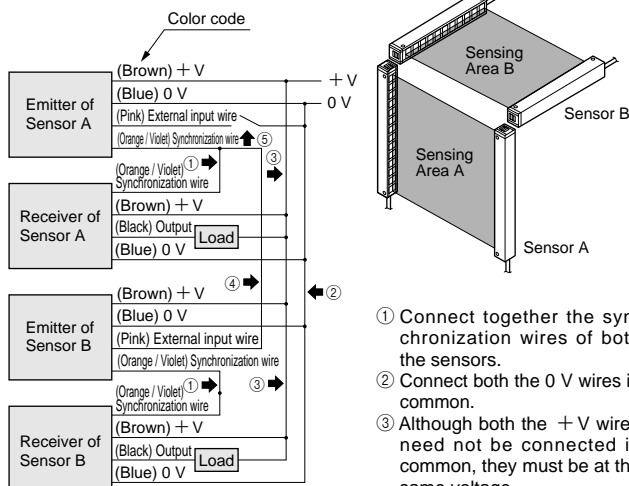 Color code
(Brown) + V
+ V
(Blue) 0 V
0 V
(Pink) External input wire
Emitter of
Sensor A
(Orange / Violet) Synchronization wire
⑤
③
(Orange / Violet) ①
Synchronization wire
(Brown) + V
Receiver of
Sensor A
(Black) Output
Load
(Blue) 0 V
④
②
(Brown) + V
(Blue) 0 V
Emitter of
Sensor B
(Pink) External input wire
(Orange / Violet) Synchronization wire
(Orange / Violet) ①
③
Synchronization wire
(Brown) + V
Receiver of
Sensor B
(Black) Output
Load
(Blue) 0 V
Sensing
Area B
Sensor B
Sensing
Area A
Sensor A
① Connect together the syn
chronization wires of bot
the sensors.
② Connect both the 0 V wires i
common.
③ Although both the + V wire
need not be connected i
common, they must be at th
same voltage